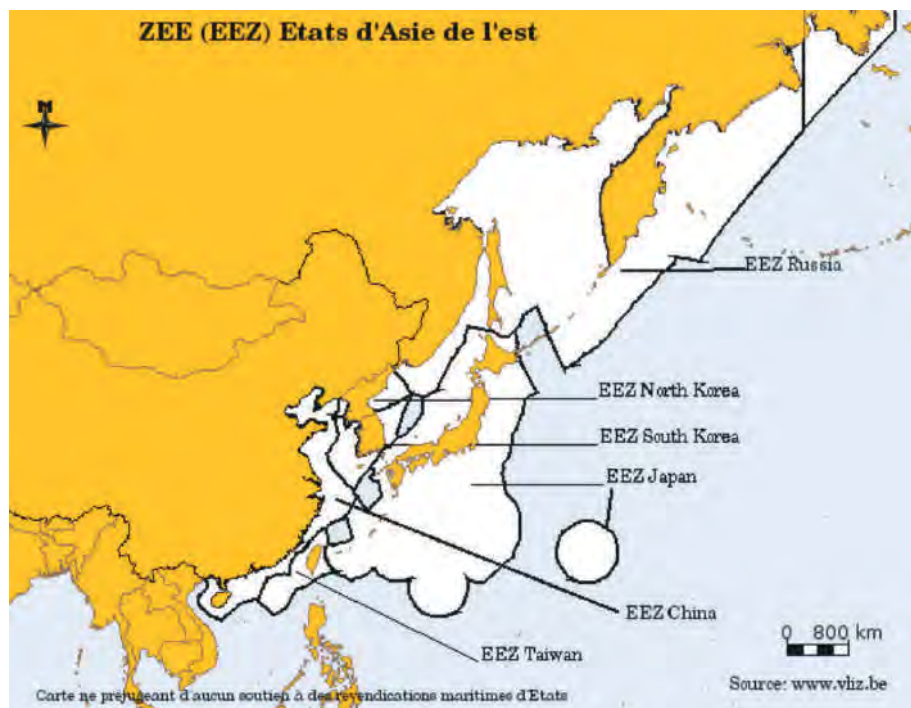 ZEE (EEZ) Etats d'Asie de l'est
N
EEZ Russia
EEZ North Korea
EEZ South Korea
EEZ Japan
EEZ China
EEZ Taiwan
0 800 km
Source: www.vliz.be
Carte ne préjugeant d'aucun soutien à des revendications maritimes d'Etats